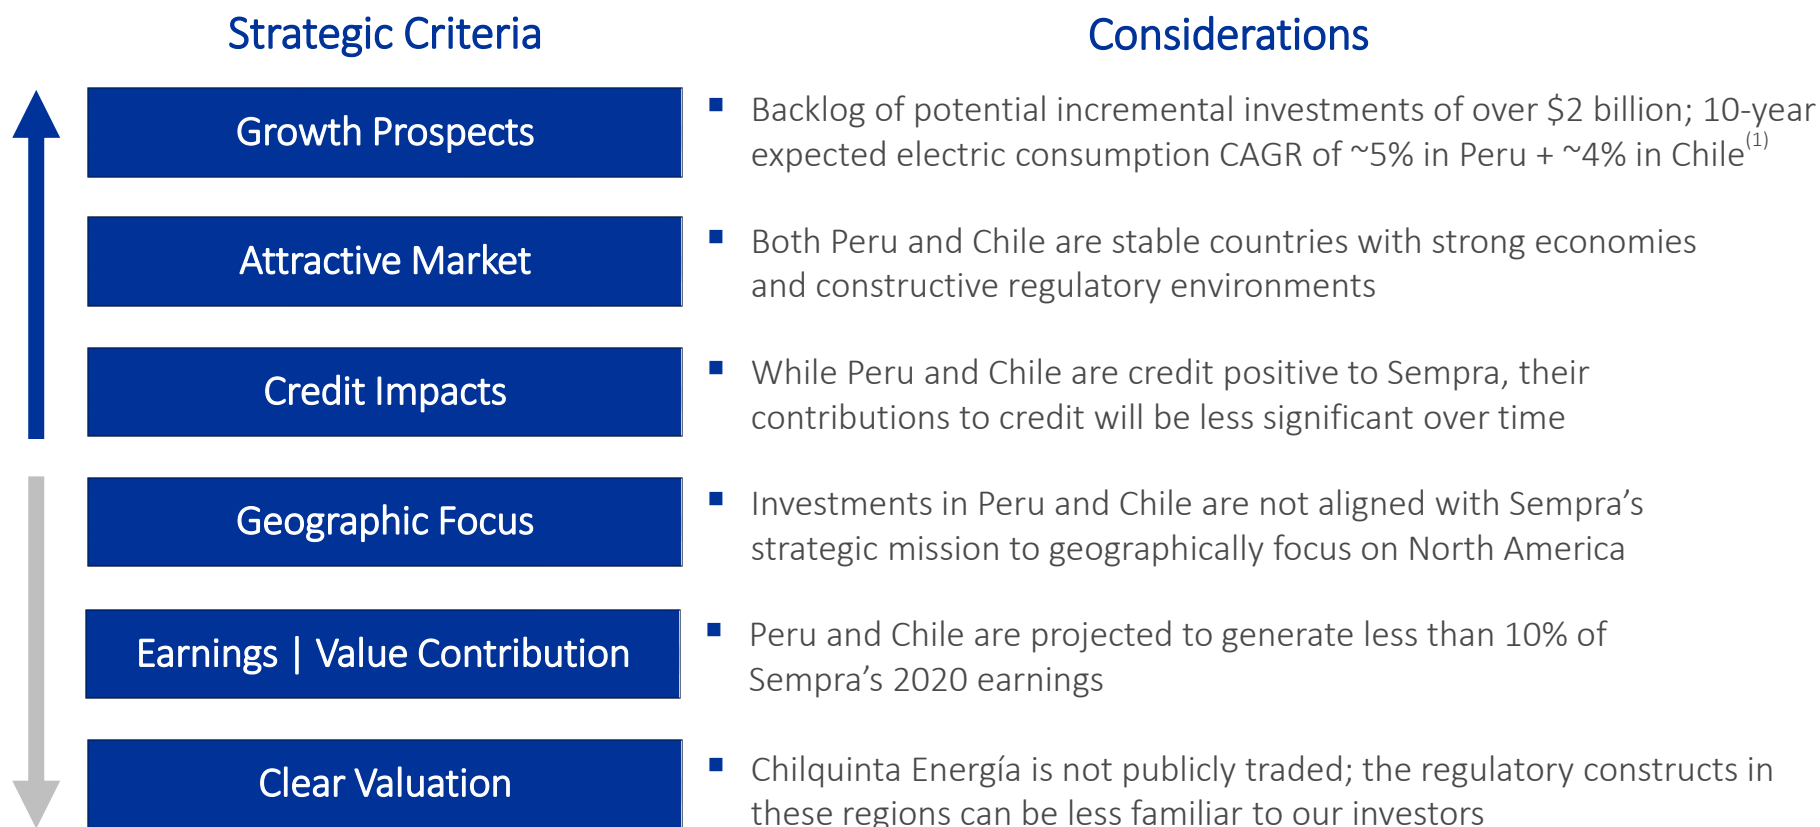 Strategic Criteria
Considerations
Growth Prospects
▪ Backlog of potential incremental investments of over $2 billion; 10-year
expected electric consumption CAGR of ~5% in Peru + ~4% in Chile(1)
Attractive Market
▪ Both Peru and Chile are stable countries with strong economies
and constructive regulatory environments
Credit Impacts
▪ While Peru and Chile are credit positive to Sempra, their
contributions to credit will be less significant over time
Geographic Focus
▪ Investments in Peru and Chile are not aligned with Sempra’s
strategic mission to geographically focus on North America
Earnings | Value Contribution
▪ Peru and Chile are projected to generate less than 10% of
Sempra’s 2020 earnings
Clear Valuation
▪ Chilquinta Energía is not publicly traded; the regulatory constructs in
these regions can be less familiar to our investors